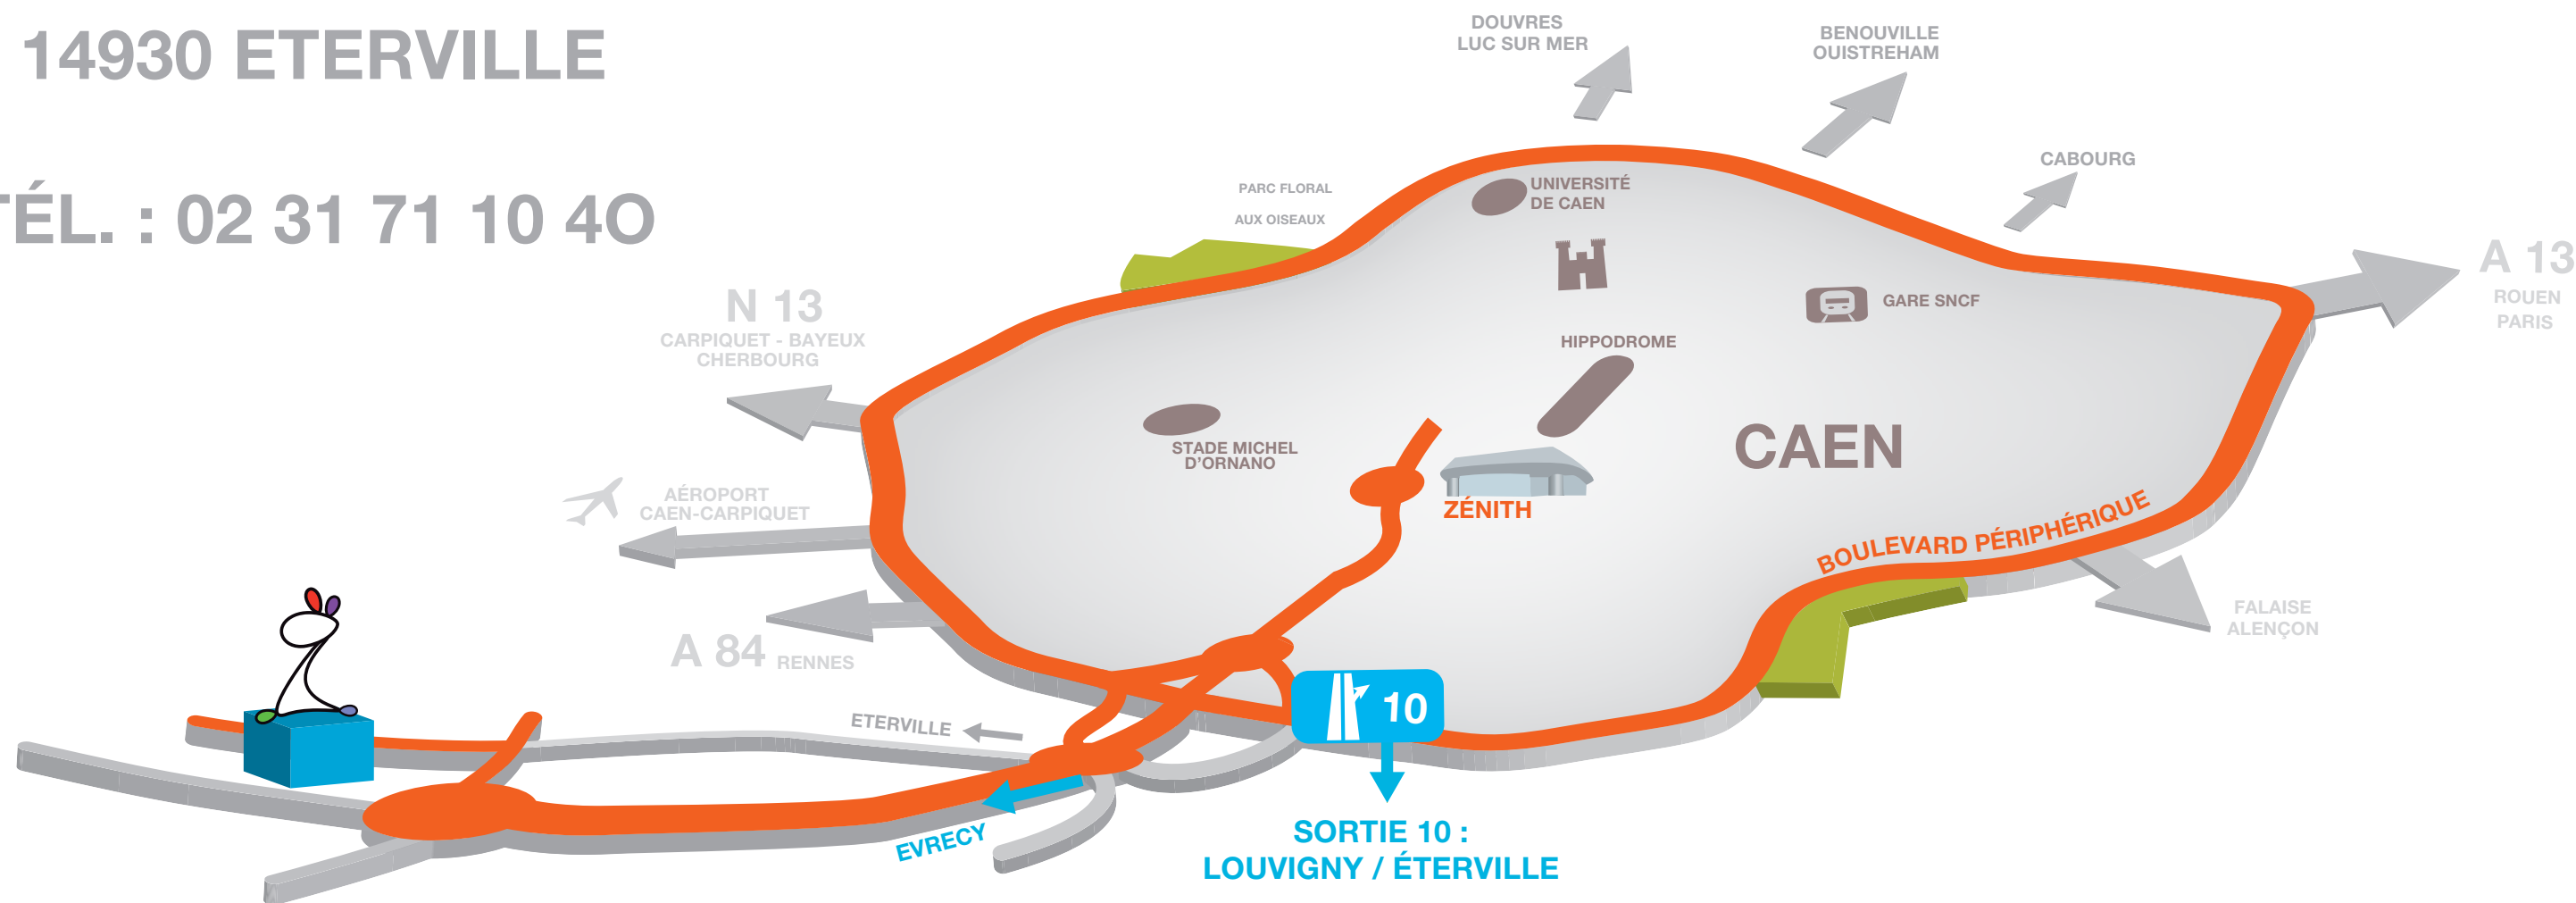 14930 ETERVILLE
TÉL. : 02 31 71 10 4O
DOUVRES
LUC SUR MER
BENOUVILLE
OUISTREHAM
CABOURG
PARC FLORAL
AUX OISEAUX
UNIVERSITÉ
DE CAEN
A 13
ROUEN
PARIS
N 13
CARPIQUET - BAYEUX
CHERBOURG
GARE SNCF
HIPPODROME
STADE MICHEL
D'ORNANO
CAEN
ZÉNITH
AÉROPORT
CAEN-CARPIQUET
BOULEVARD PÉRIPHÉRIQUE
FALAISE
ALENÇON
A 84 RENNES
10
ETERVILLE
EVRECY
SORTIE 10 :
LOUVIGNY / ÉTERVILLE